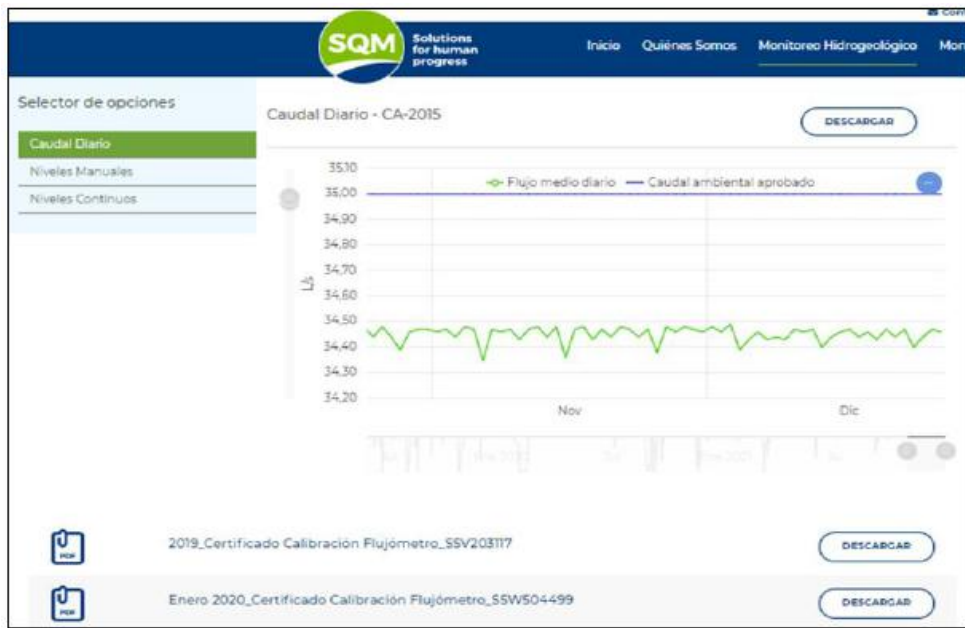 SQM
Solutions
for human
progress
Inicio Quiénes Somos Monitoreo Hidrogeológico
Selector de opciones
Caudal Diario
Niveles Manuales
Niveles Continuos
Caudal Diario - CA-2015
DESCARGAR
Flujo medio diario Caudal ambiental aprobado
35,10
35,00
34,90
34,80
34,70
34,60
34,50
34,40
34,30
34,20
L/s
Nov Dic
PDF
2019_Certificado Calibración Flujómetro_SSV203117
DESCARGAR
PDF
Enero 2020_Certificado Calibración Flujómetro_SSW504499
DESCARGAR